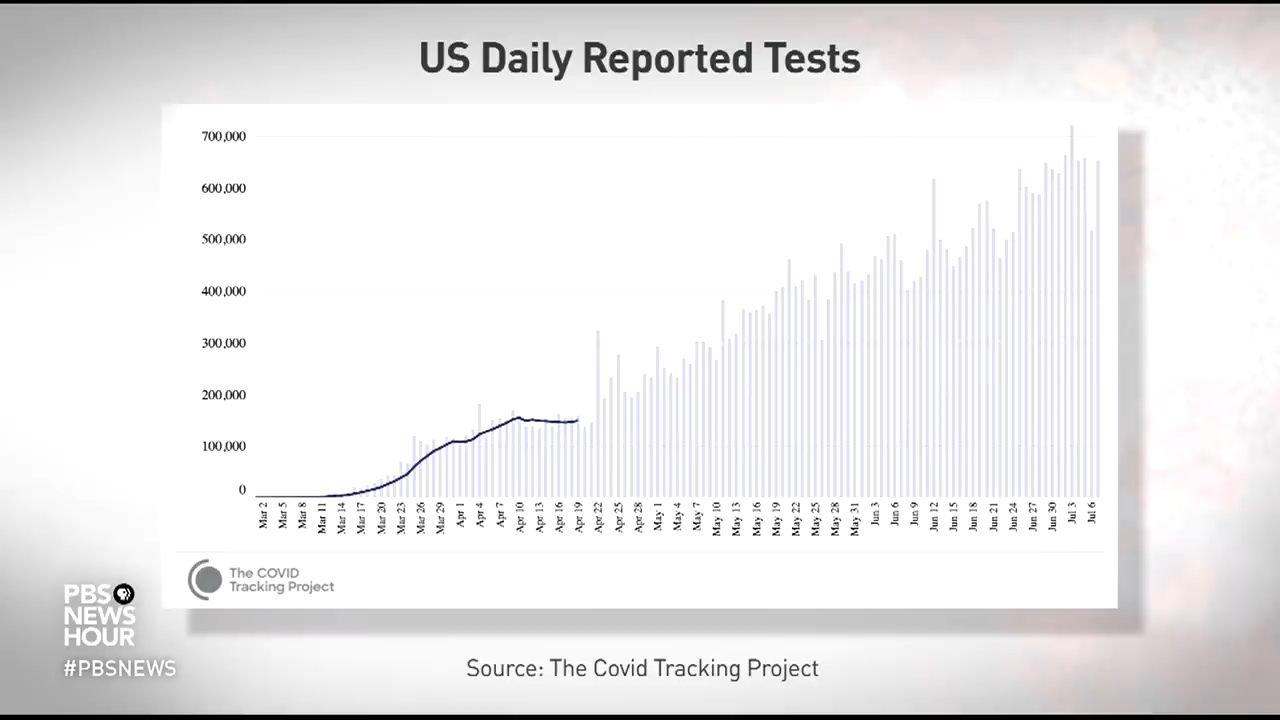 US Daily Reported Tests
700,000
600,000
500,000
400,000
300,000
200,000
100,000
0
Mar 2
Mar 5
Mar 8
Mar 11
Mar 14
Mar 17
Mar 20
Mar 23
Mar 26
Mar 29
Apr 1
Apr 4
Apr 7
Apr 10
Apr 13
Apr 16
Apr 19
Apr 22
Apr 25
Apr 28
May 1
May 4
May 7
May 10
May 13
May 16
May 19
May 22
May 25
May 28
May 31
Jun 3
Jun 6
Jun 9
Jun 12
Jun 15
Jun 18
Jun 21
Jun 24
Jun 27
Jun 30
Jul 3
Jul 6
The COVID
Tracking Project
PBS
NEWS
HOUR
#PBSNEWS
Source: The Covid Tracking Project